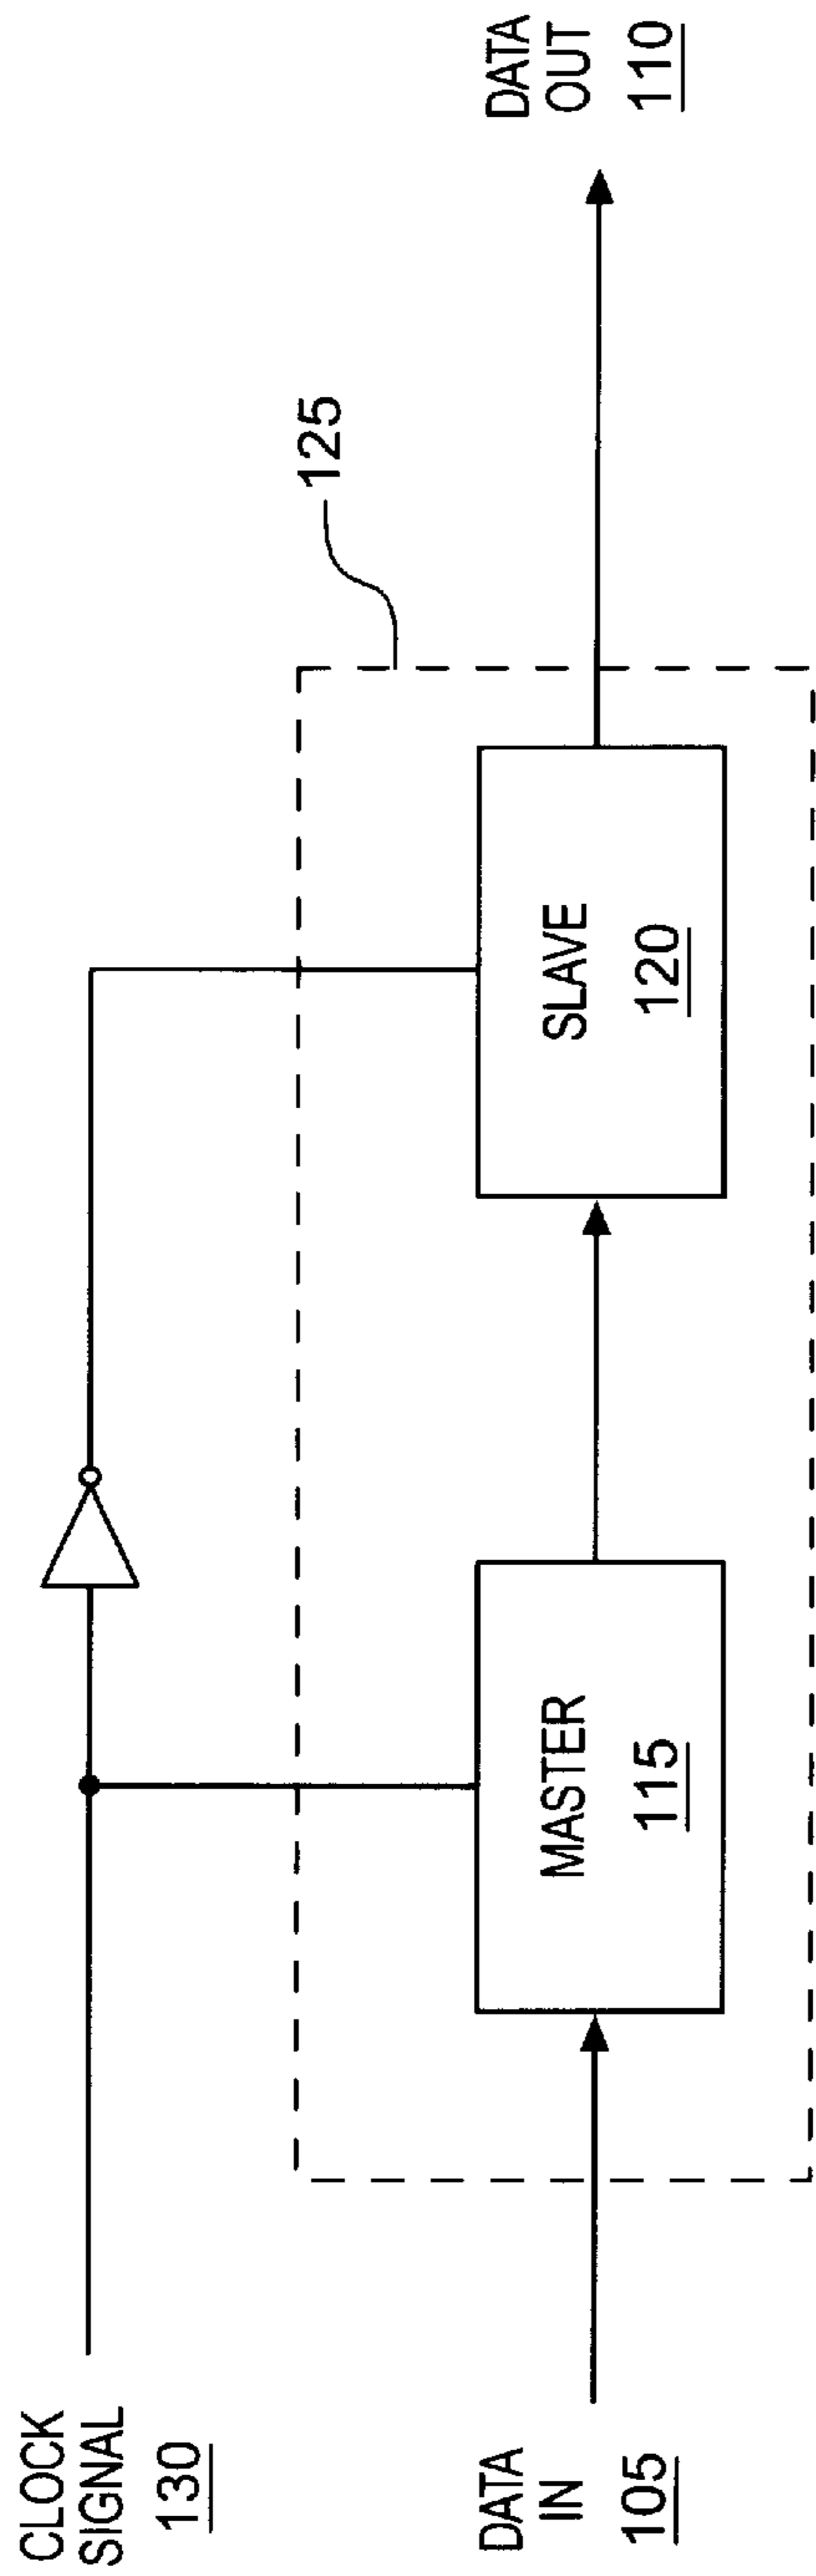 CLOCK
SIGNAL
130
125
DATA
IN
105
MASTER
115
SLAVE
120
DATA
OUT
110